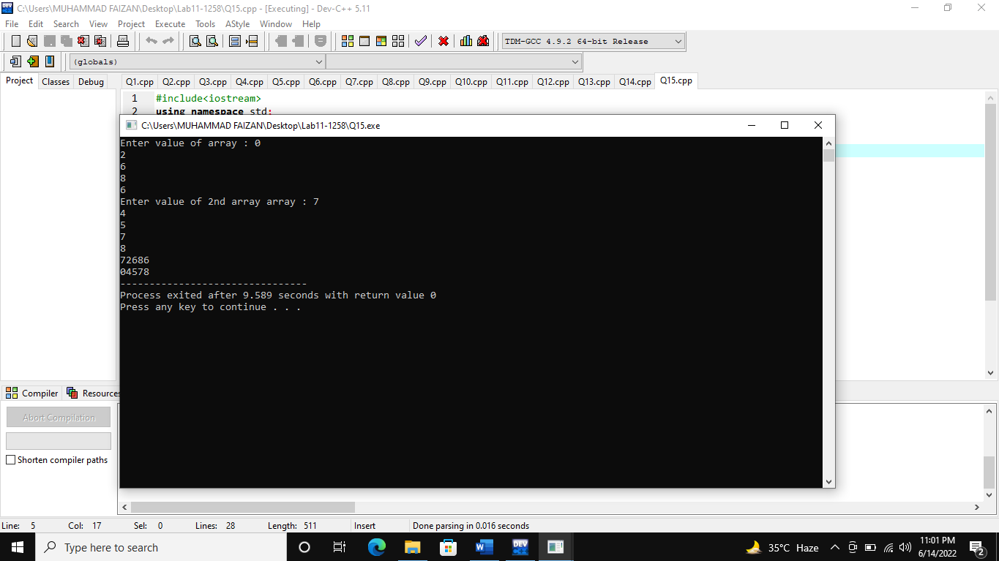 C:\Users\MUHAMMAD FAIZAN\Desktop\Lab11-1258\Q15.cpp - [Executing] - Dev-C++ 5.11
File Edit Search View Project Execute Tools AStyle Window Help
TDM-GCC 4.9.2 64-bit Release
(globals)
Project Classes Debug Q1.cpp Q2.cpp Q3.cpp Q4.cpp Q5.cpp Q6.cpp Q7.cpp Q8.cpp Q9.cpp Q10.cpp Q11.cpp Q12.cpp Q13.cpp Q14.cpp Q15.cpp
1 #include<iostream>
2 using namespace std;
C:\Users\MUHAMMAD FAIZAN\Desktop\Lab11-1258\Q15.exe
Enter value of array : 0
2
6
8
6
Enter value of 2nd array array : 7
4
5
7
8
72686
04578
--------------------------------
Process exited after 9.589 seconds with return value 0
Press any key to continue . . .
Compiler Resources
Abort Compilation
Shorten compiler paths
Line: 5 Col: 17 Sel: 0 Lines: 28 Length: 511 Insert Done parsing in 0.016 seconds
Type here to search
DEV C++
35°C Haze
11:01 PM
6/14/2022
2